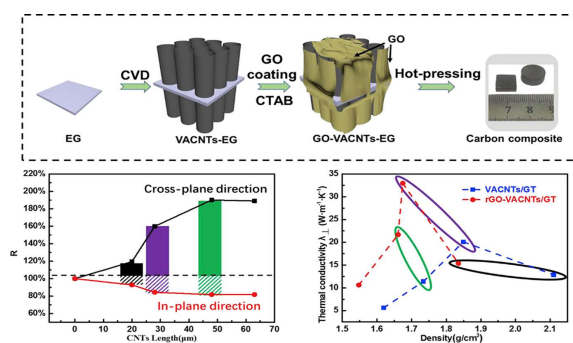 GO
CVD
GO
coating
CTAB
Hot-pressing
7 8 9
EG
VACNTs-EG
GO-VACNTs-EG
Carbon composite
220%
200%
180%
160%
140%
120%
100%
80%
60%
R
Cross-plane direction
In-plane direction
0 10 20 30 40 50 60 70
CNTs Length(μm)
35
30
25
20
15
10
5
Thermal conductivity λ⊥ (W·m⁻¹·K⁻¹)
VACNTs/GT
rGO-VACNTs/GT
1.5 1.6 1.7 1.8 1.9 2.0 2.1
Density(g/cm³)